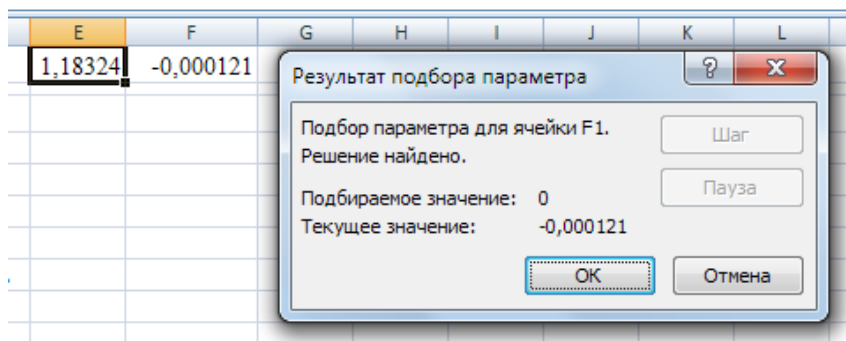 E F G H I J K L
1,18324 -0,000121
Результат подбора параметра
?
Подбор параметра для ячейки F1.
Решение найдено.
Шаг
Пауза
Подбираемое значение: 0
Текущее значение: -0,000121
ОК
Отмена